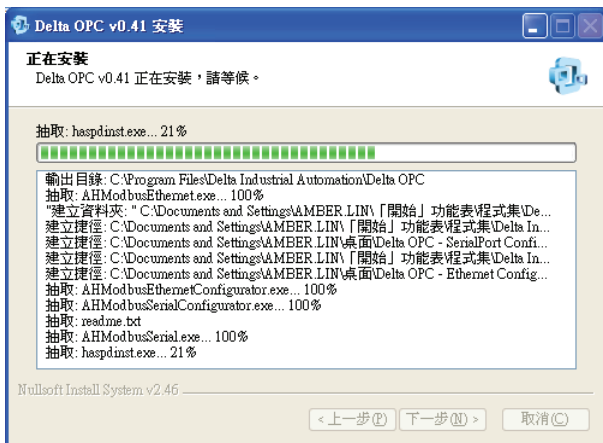 Delta OPC v0.41 安裝
正在安裝
Delta OPC v0.41 正在安裝，請等候。
抽取: haspdinst.exe... 21%
輸出目錄: C:\Program Files\Delta Industrial Automation\Delta OPC
抽取: AHModbusEthernet.exe... 100%
"建立資料夾: " C:\Documents and Settings\AMBER.LIN\「開始」功能表\程式集\De...
建立捷徑: C:\Documents and Settings\AMBER.LIN\「開始」功能表\程式集\Delta In...
建立捷徑: C:\Documents and Settings\AMBER.LIN\桌面\Delta OPC - SerialPort Confi...
建立捷徑: C:\Documents and Settings\AMBER.LIN\「開始」功能表\程式集\Delta In...
建立捷徑: C:\Documents and Settings\AMBER.LIN\桌面\Delta OPC - Ethernet Config...
抽取: AHModbusEthernetConfigurator.exe... 100%
抽取: AHModbusSerialConfigurator.exe... 100%
抽取: readme.txt
抽取: AHModbusSerial.exe... 100%
抽取: haspdinst.exe... 21%
Nullsoft Install System v2.46
<上一步(P) 下一步(N)> 取消(C)